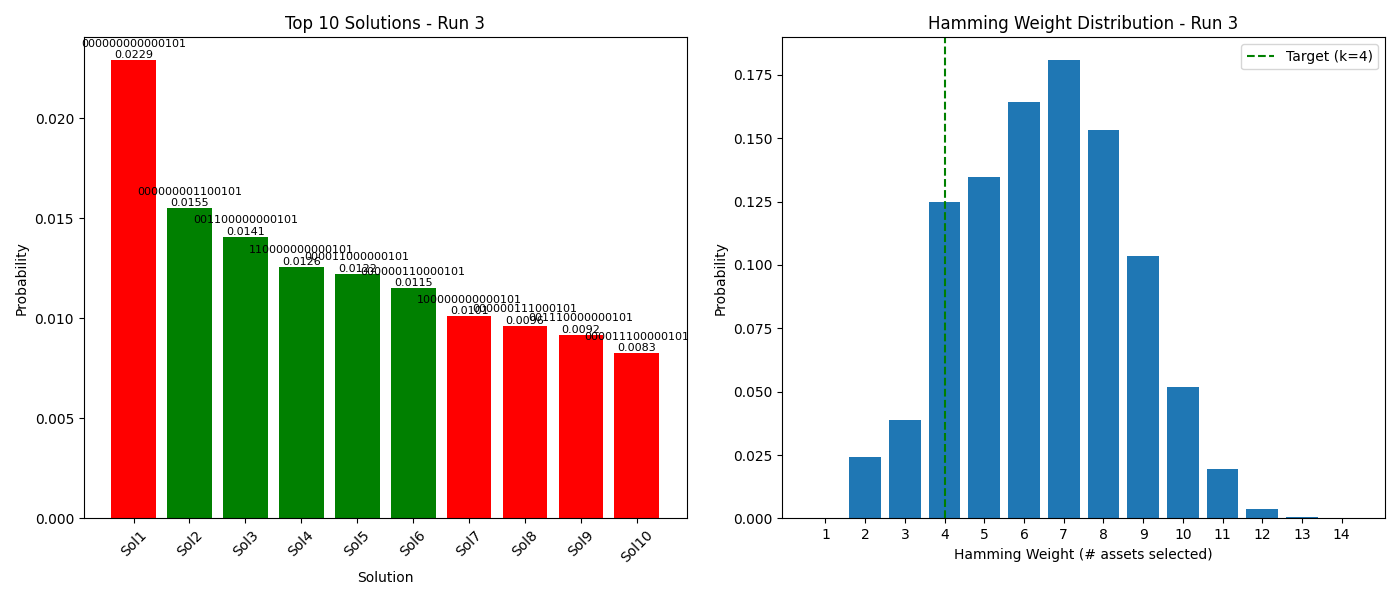 Top 10 Solutions - Run 3
000000000000101
0.0229
000000001100101
0.0155
001100000000101
0.0141
110000000000101
0.0126
000011000000101
0.0122
000000110000101
0.0115
100000000000101
0.0101
000000111000101
0.0096
001110000000101
0.0092
000011100000101
0.0083
Probability
0.020
0.015
0.010
0.005
0.000
Sol1
Sol2
Sol3
Sol4
Sol5
Sol6
Sol7
Sol8
Sol9
Sol10
Solution
Hamming Weight Distribution - Run 3
Target (k=4)
Probability
0.175
0.150
0.125
0.100
0.075
0.050
0.025
0.000
1 2 3 4 5 6 7 8 9 10 11 12 13 14
Hamming Weight (# assets selected)